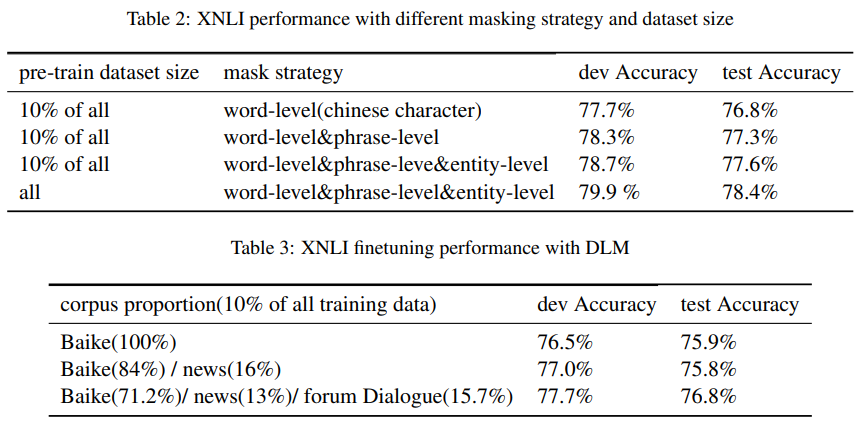 Table 2: XNLI performance with different masking strategy and dataset size
pre-train dataset size mask strategy dev Accuracy test Accuracy
10% of all word-level(chinese character) 77.7% 76.8%
10% of all word-level&phrase-level 78.3% 77.3%
10% of all word-level&phrase-leve&entity-level 78.7% 77.6%
all word-level&phrase-level&entity-level 79.9 % 78.4%
Table 3: XNLI finetuning performance with DLM
corpus proportion(10% of all training data) dev Accuracy test Accuracy
Baike(100%) 76.5% 75.9%
Baike(84%) / news(16%) 77.0% 75.8%
Baike(71.2%)/ news(13%)/ forum Dialogue(15.7%) 77.7% 76.8%